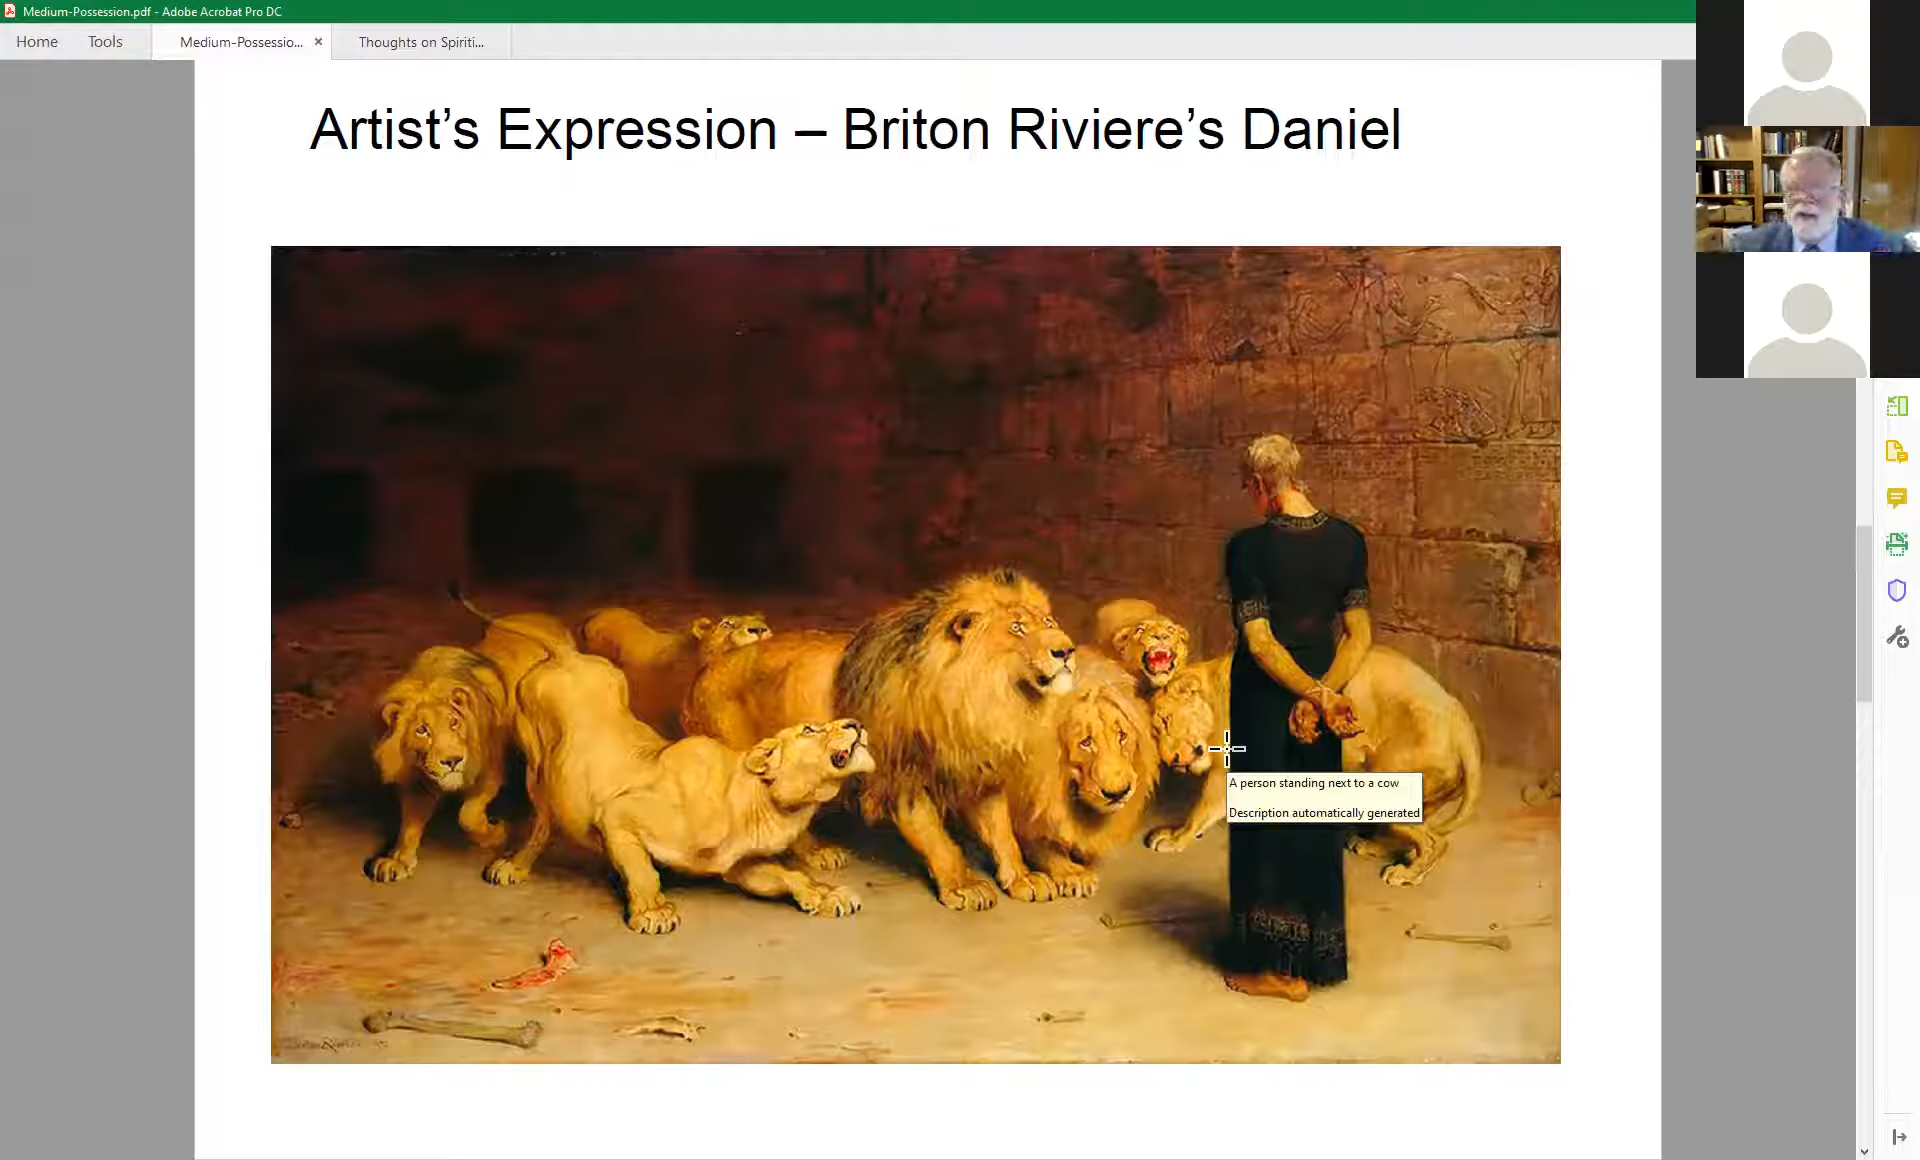 Medium-Possession.pdf - Adobe Acrobat Pro DC
Home Tools Medium-Possessio... × Thoughts on Spiriti...
Artist’s Expression – Briton Riviere’s Daniel
A person standing next to a cow
Description automatically generated